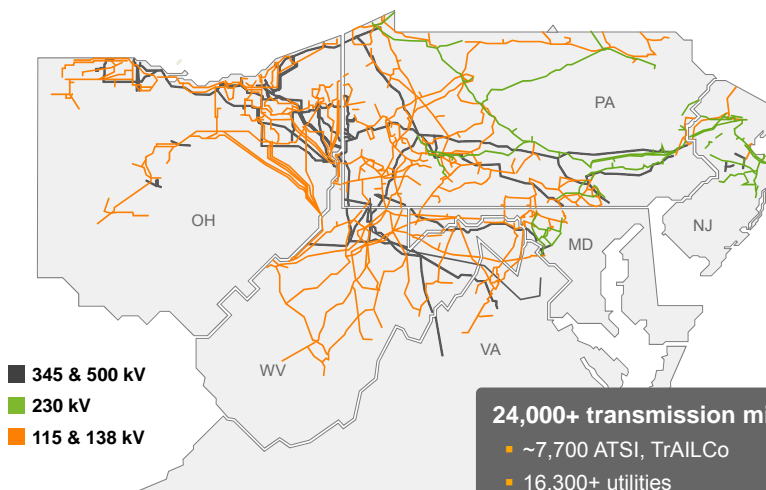 PA
OH
NJ
MD
WV
VA
345 & 500 kV
230 kV
115 & 138 kV
24,000+ transmission
~7,700 ATSI, TrAILCo
16,300+ utilities